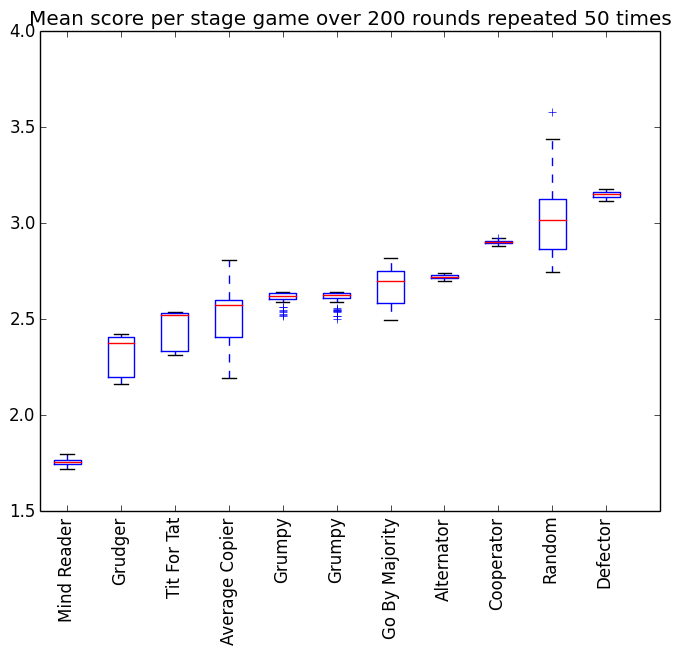 Mean score per stage game over 200 rounds repeated 50 times
4.0
3.5
3.0
2.5
2.0
1.5
Mind Reader
Grudger
Tit For Tat
Average Copier
Grumpy
Grumpy
Go By Majority
Alternator
Cooperator
Random
Defector